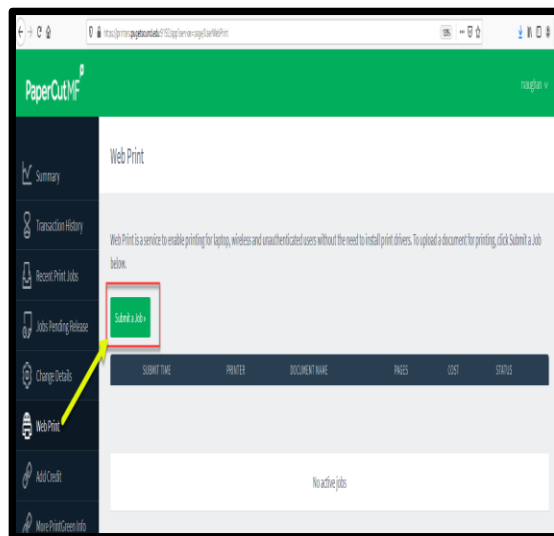 PaperCutMF
Summary
Transaction History
Recent Print Jobs
Jobs Pending Release
Change Details
Web Print
Add Credit
More PrintGreen Info
Web Print
Web Print is a service to enable printing for laptop, wireless and unauthenticated users without the need to install print drivers. To upload a document for printing, click Submit a Job
below.
Submit a Job »
SUBMIT TIME PRINTER DOCUMENT NAME PAGES COST STATUS
No active jobs